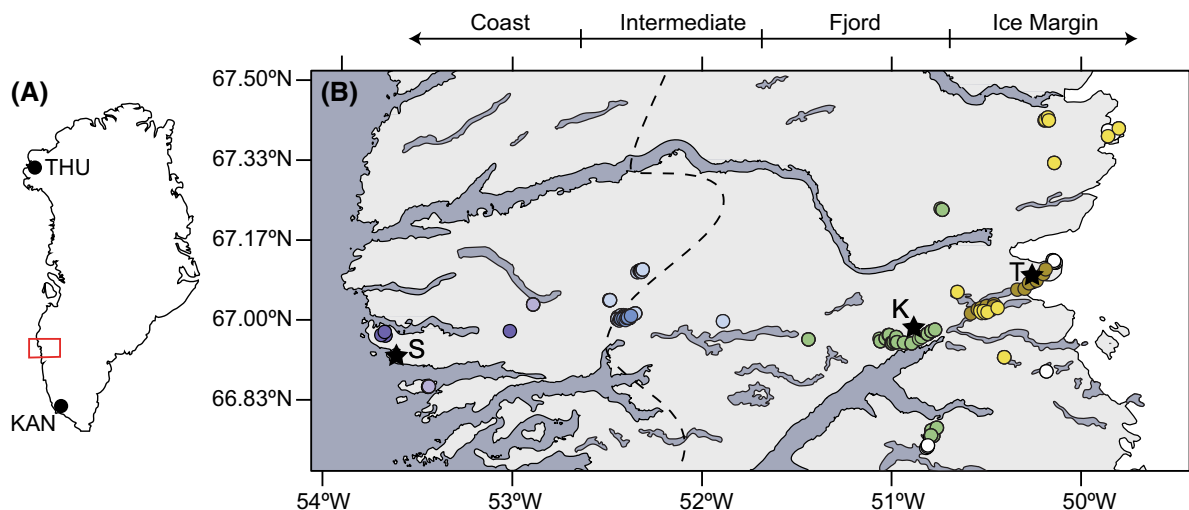 Coast Intermediate Fjord Ice Margin
(A)
THU
KAN
(B)
67.50ºN
67.33ºN
67.17ºN
67.00ºN
66.83ºN
T
K
S
54ºW 53ºW 52ºW 51ºW 50ºW